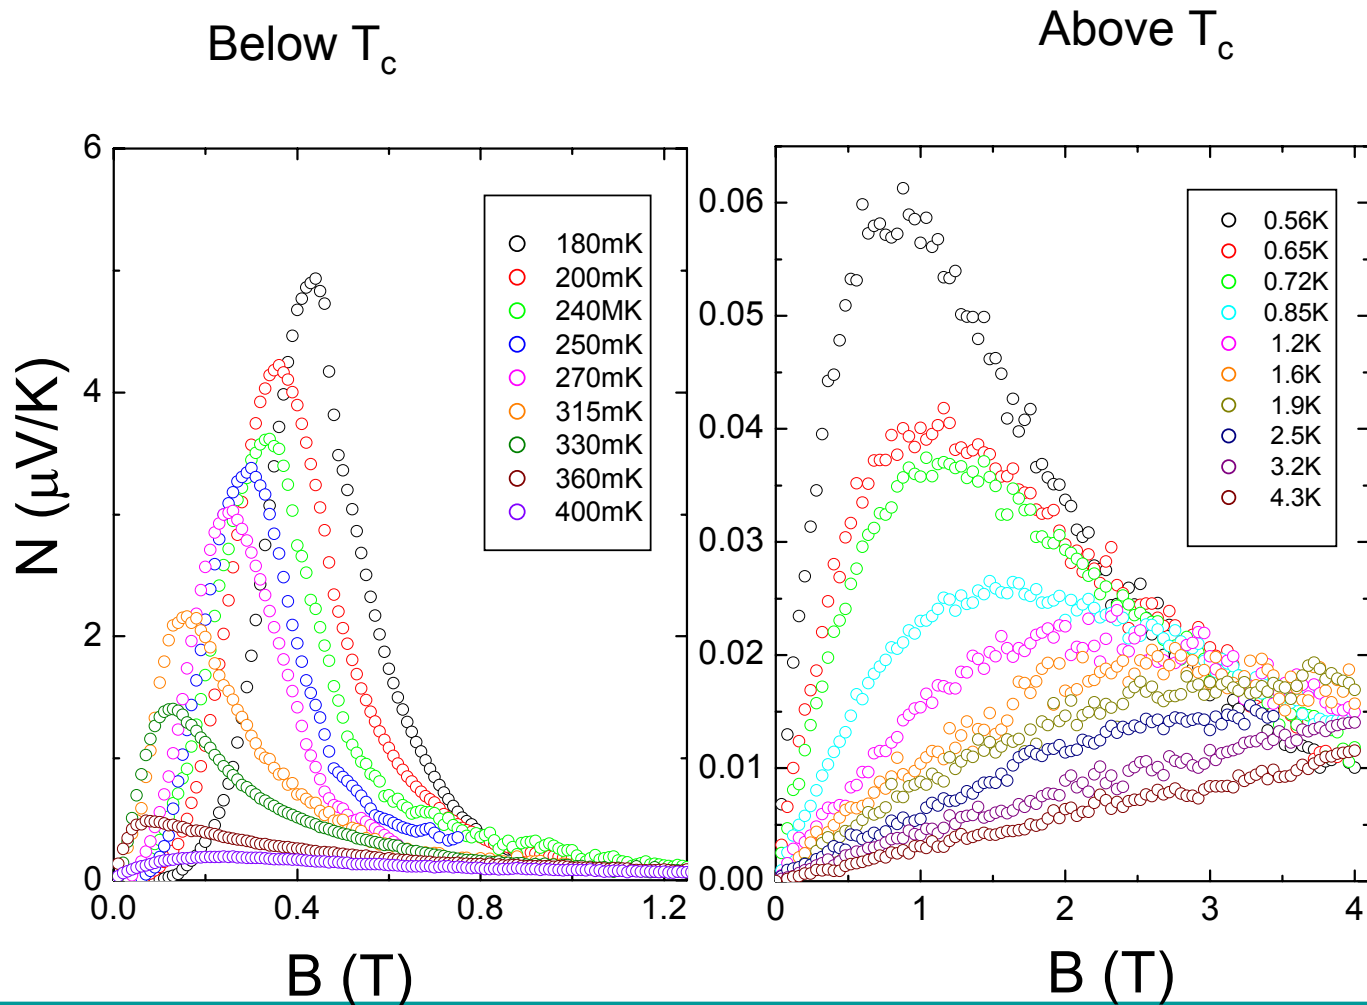 Below Tc
Above Tc
N (μV/K)
6
4
2
0
0.0
0.4
0.8
1.2
B (T)
180mK
200mK
240MK
250mK
270mK
315mK
330mK
360mK
400mK
0.06
0.05
0.04
0.03
0.02
0.01
0.00
0
1
2
3
4
B (T)
0.56K
0.65K
0.72K
0.85K
1.2K
1.6K
1.9K
2.5K
3.2K
4.3K